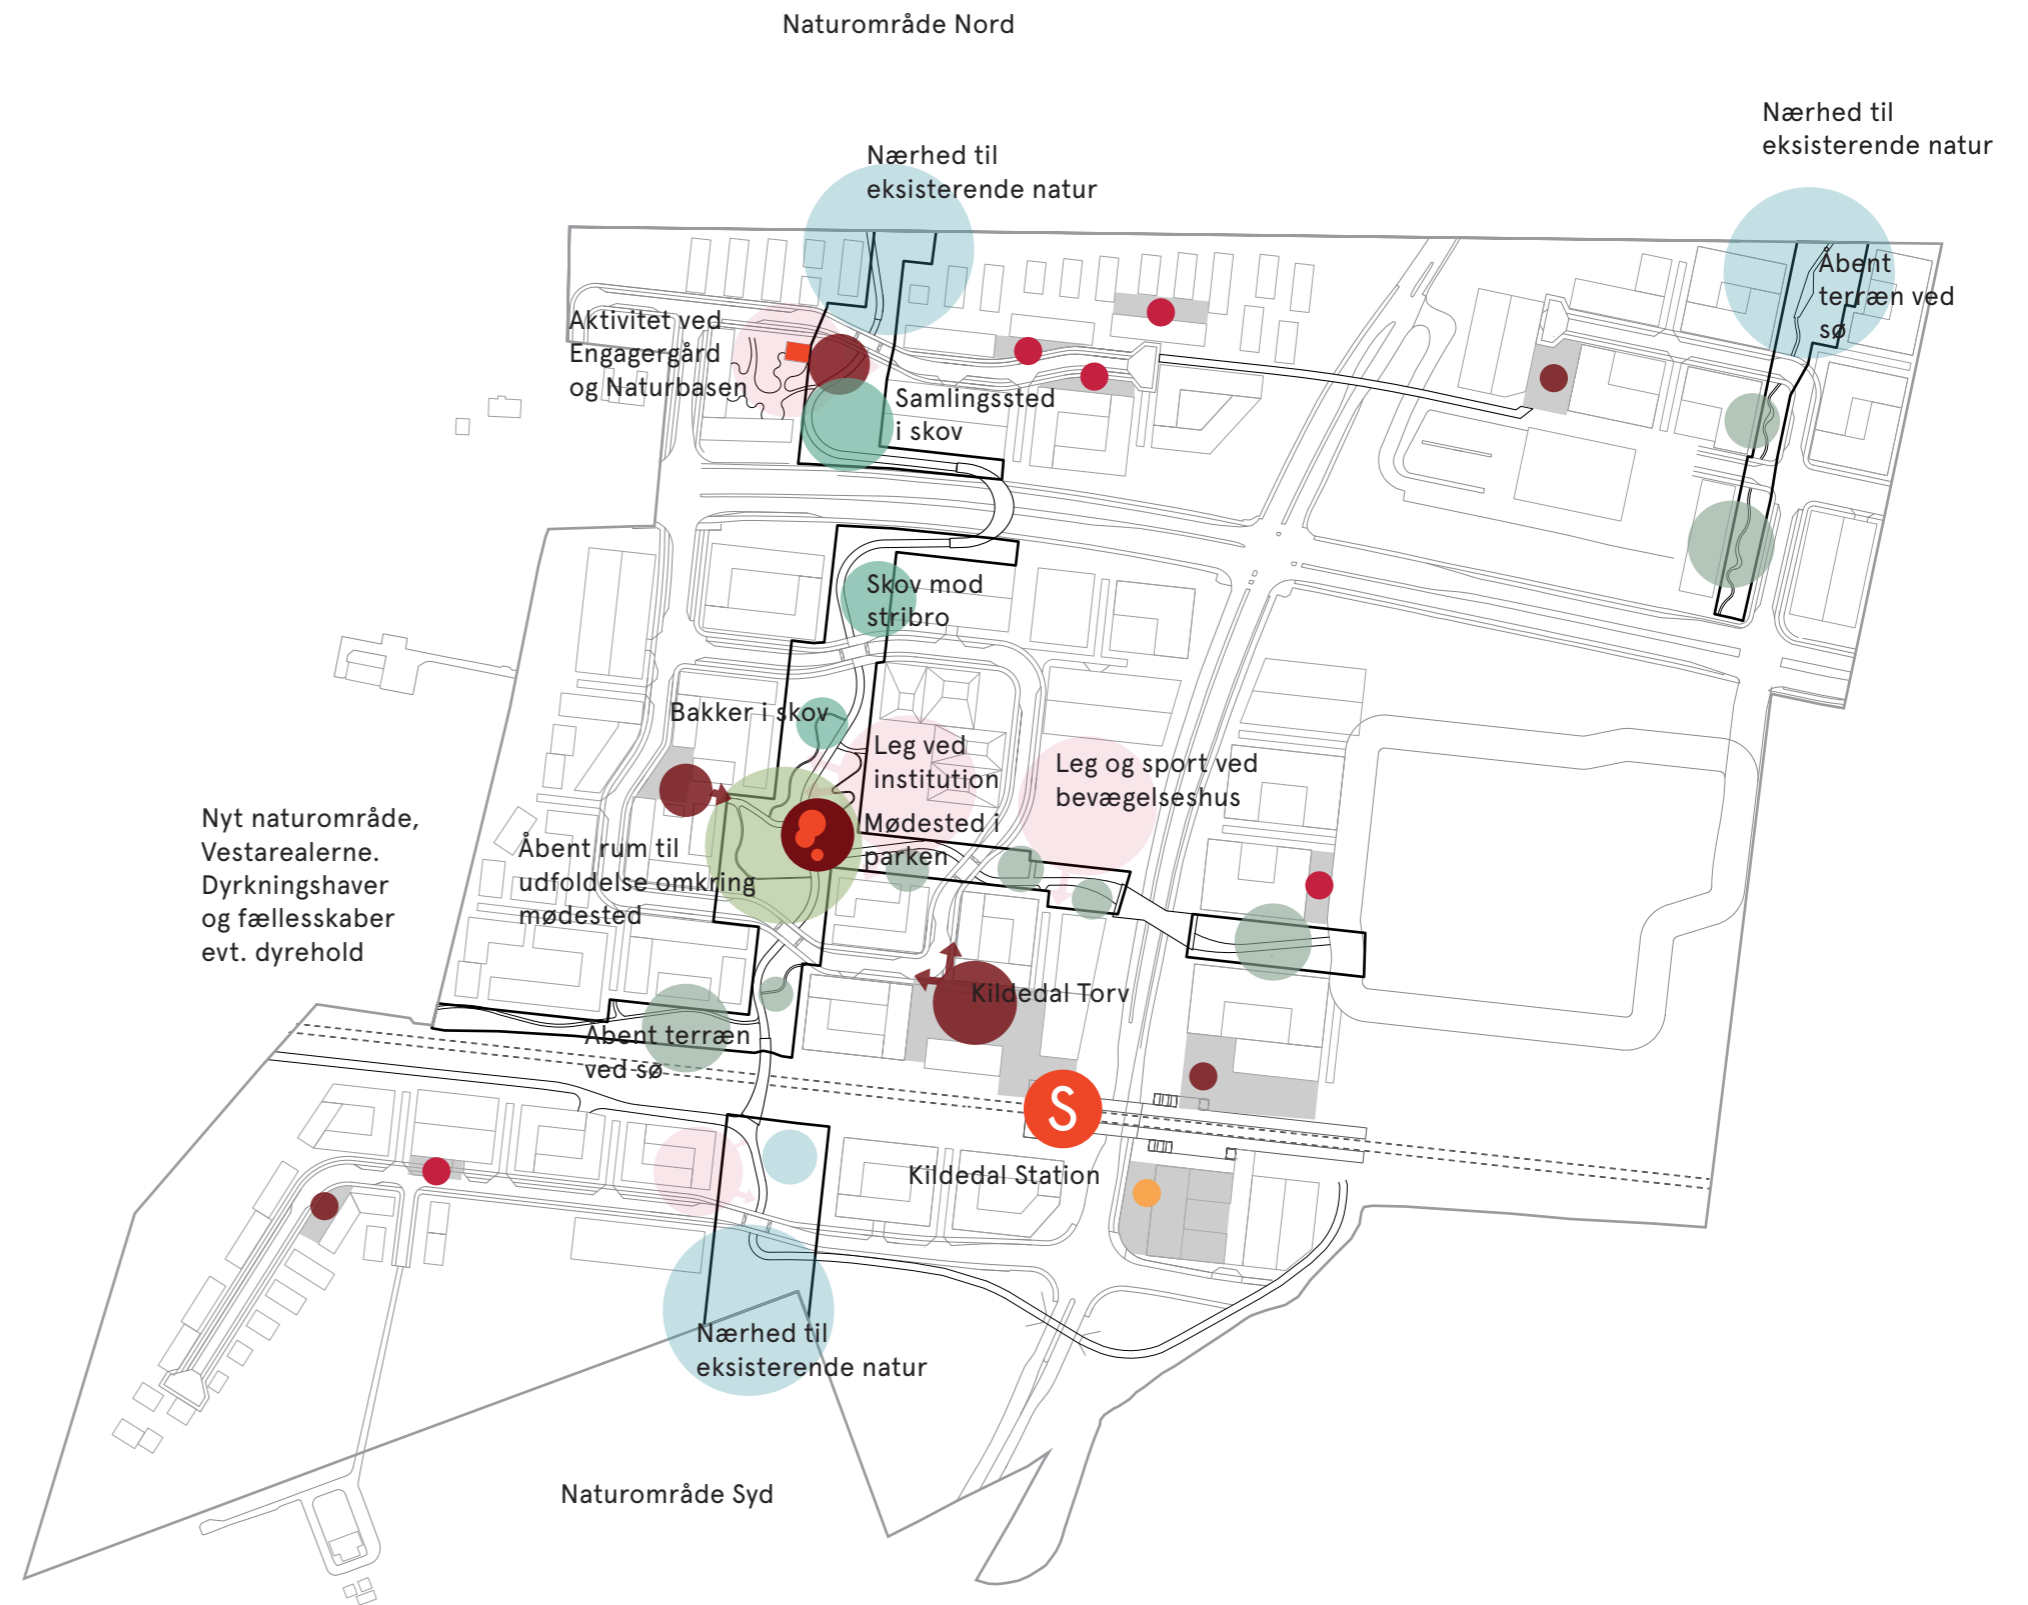 Naturområde Nord
Nærhed til
eksisterende natur
Nærhed til
eksisterende natur
Åbent
terræn ved
sø
Aktivitet ved
Engagergård
og Naturbasen
Samlingssted
i skov
Skov mod
stribro
Bakker i skov
Leg ved
institution
Leg og sport ved
bevægelseshus
Mødested i
parken
Åbent rum til
udfoldelse omkring
mødested
Nyt naturområde,
Vestarealerne.
Dyrkningshaver
og fællesskaber
evt. dyrehold
Kildedal Torv
Åbent terræn
ved sø
S
Kildedal Station
Nærhed til
eksisterende natur
Naturområde Syd